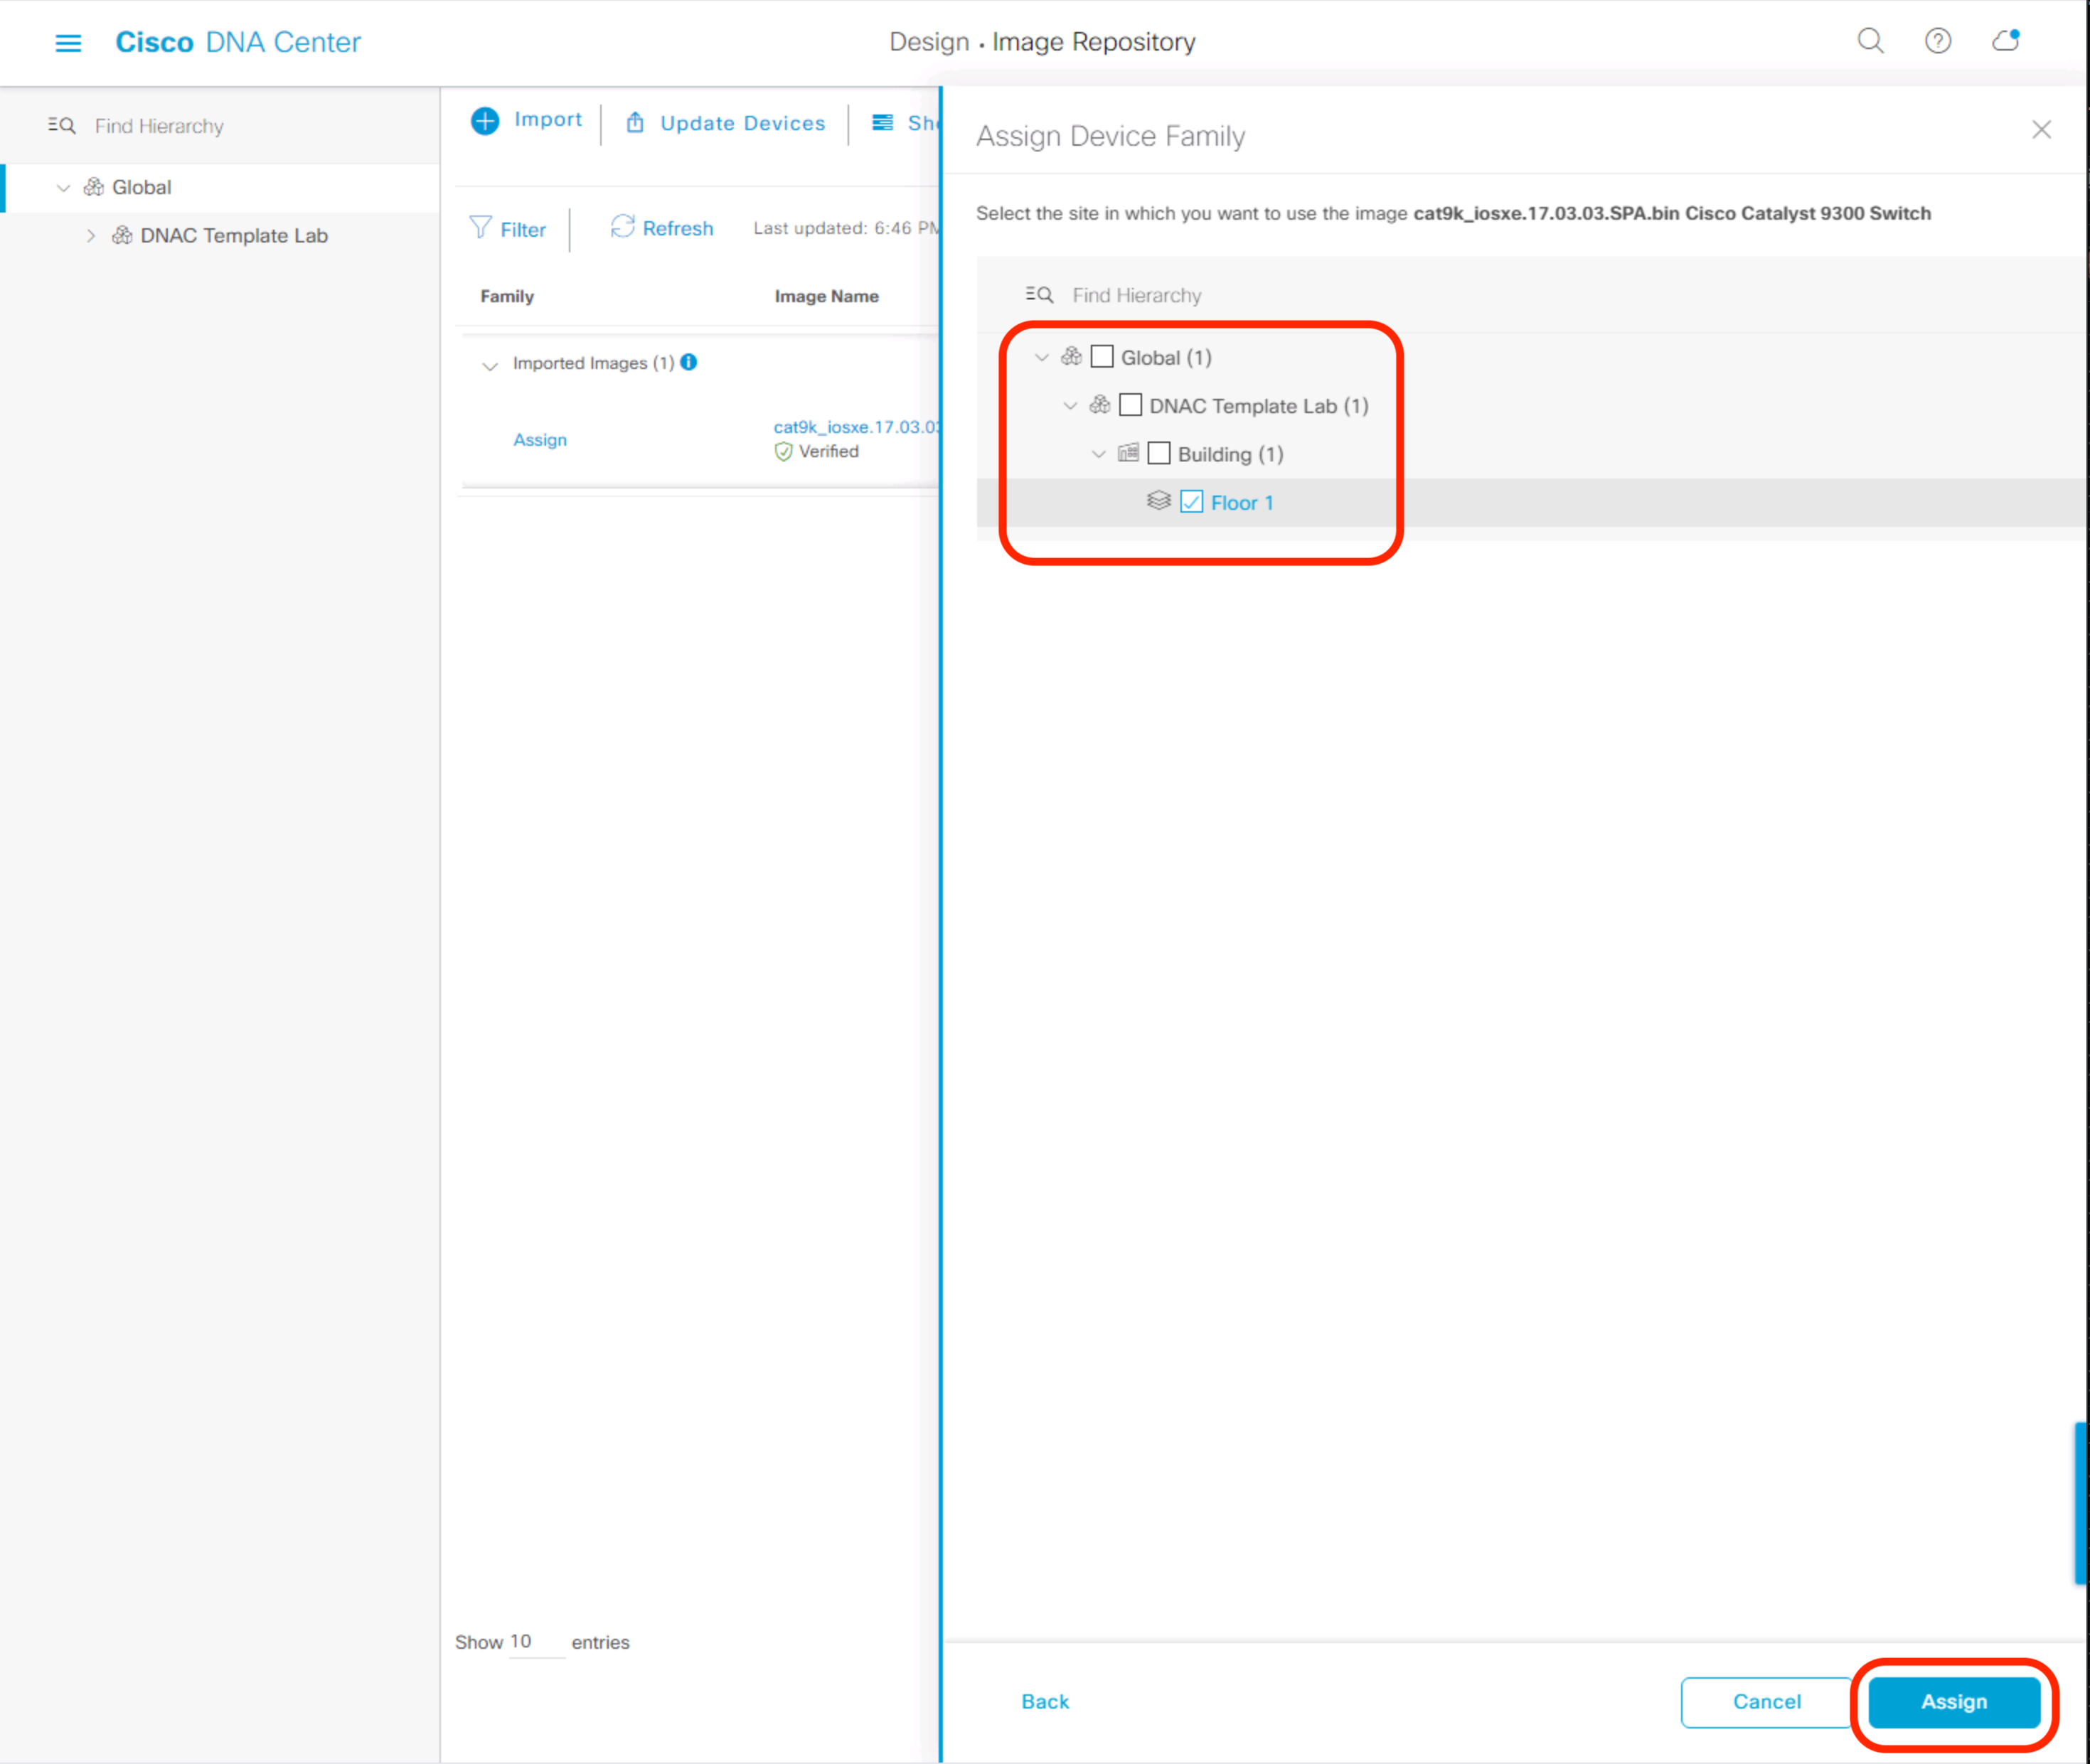 Cisco DNA Center
Design • Image Repository
Find Hierarchy
Global
DNAC Template Lab
Import
Update Devices
Filter
Refresh
Last updated: 6:46 PM
Family
Image Name
Imported Images (1)
Assign
cat9k_iosxe.17.03.03
Verified
Show 10 entries
Assign Device Family
Select the site in which you want to use the image cat9k_iosxe.17.03.03.SPA.bin Cisco Catalyst 9300 Switch
Find Hierarchy
Global (1)
DNAC Template Lab (1)
Building (1)
Floor 1
Back
Cancel
Assign